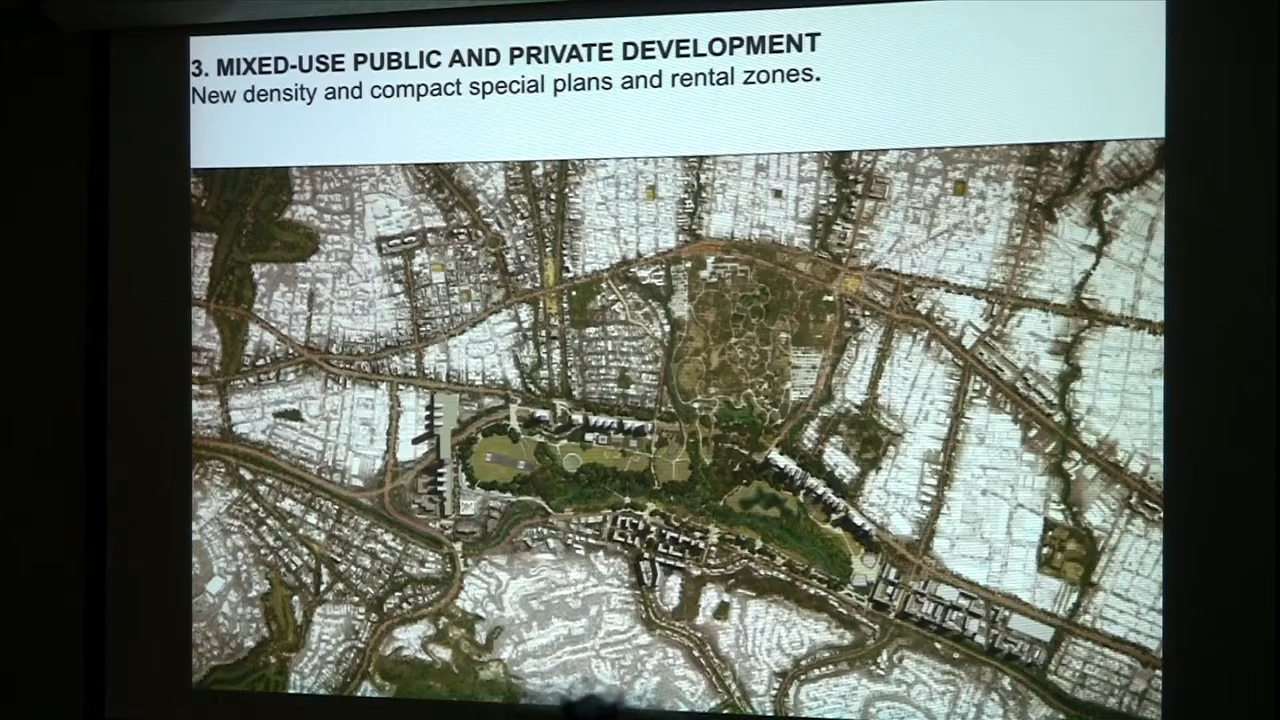 3. MIXED-USE PUBLIC AND PRIVATE DEVELOPMENT
New density and compact special plans and rental zones.